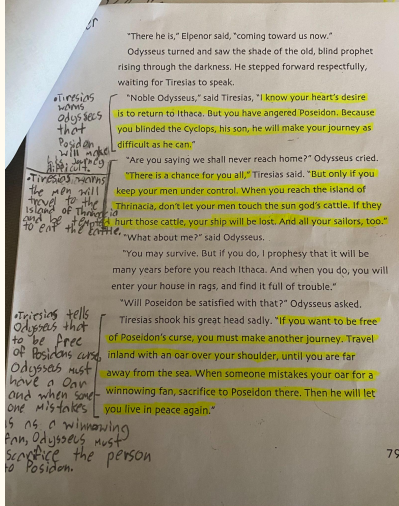 er
"There he is," Elpenor said, "coming toward us now."
Odysseus turned and saw the shade of the old, blind prophet
rising through the darkness. He stepped forward respectfully,
waiting for Tiresias to speak.
"Noble Odysseus," said Tiresias, "I know your heart's desire
is to return to Ithaca. But you have angered Poseidon. Because
you blinded the Cyclops, his son, he will make your journey as
difficult as he can."
"Are you saying we shall never reach home?" Odysseus cried.
"There is a chance for you all," Tiresias said. "But only if you
keep your men under control. When you reach the island of
Thrinacia, don't let your men touch the sun god's cattle. If they
hurt those cattle, your ship will be lost. And all your sailors, too."
"What about me?" said Odysseus.
"You may survive. But if you do, I prophesy that it will be
many years before you reach Ithaca. And when you do, you will
enter your house in rags, and find it full of trouble."
"Will Poseidon be satisfied with that?" Odysseus asked.
Tiresias shook his great head sadly. "If you want to be free
of Poseidon's curse, you must make another journey. Travel
inland with an oar over your shoulder, until you are far
away from the sea. When someone mistakes your oar for a
winnowing fan, sacrifice to Poseidon there. Then he will let
you live in peace again."
79
•Tiresias
warns
Odysseus
that
Posidon
will make
his journey
difficult.
•Tiresias warns
the men will
travel to the
island of Thrinacia
and be tempted
to eat the cattle.
•Tiresias tells
Odysseus that
to be free
of Posidons curse,
Odysseus must
have a Oar
and when some-
one mistakes
is as a winnowing
Fan, Odysseus must
scarfice the person
to Posidon.